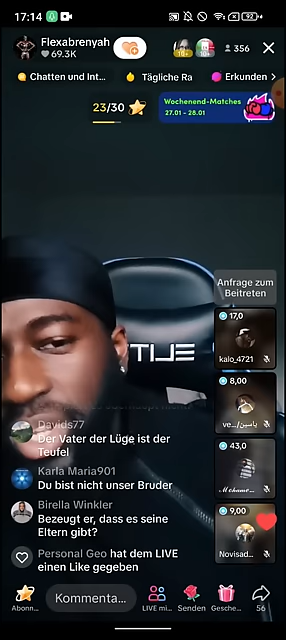 17:14
92
Flexabrenyah
69.3K
356
Chatten und Int...
Tägliche Ra
Erkunden
23/30
Wochenend-Matches
27.01 - 28.01
Anfrage zum
Beitreten
17,0
kalo_4721
8,00
43,0
9,00
Novisad...
Davids77
Der Vater der Lüge ist der
Teufel
Karla Maria901
Du bist nicht unser Bruder
Birella Winkler
Bezeugt er, dass es seine
Eltern gibt?
Personal Geo hat dem LIVE
einen Like gegeben
Abonn...
Kommenta...
LIVE mi...
Senden
Gesche...
56